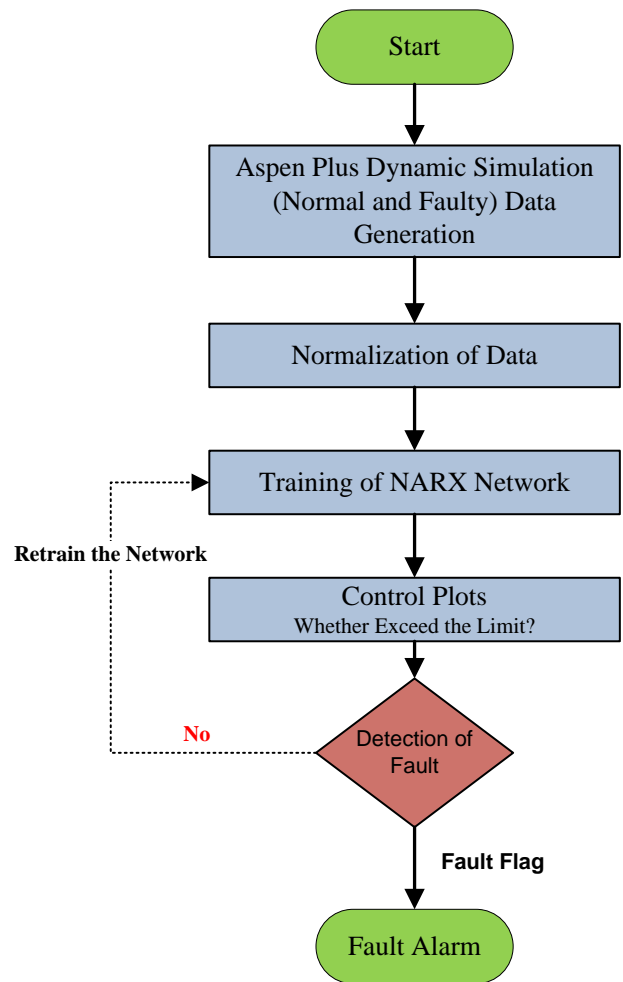 Start
Aspen Plus Dynamic Simulation
(Normal and Faulty) Data
Generation
Normalization of Data
Training of NARX Network
Retrain the Network
Control Plots
Whether Exceed the Limit?
No
Detection of
Fault
Fault Flag
Fault Alarm